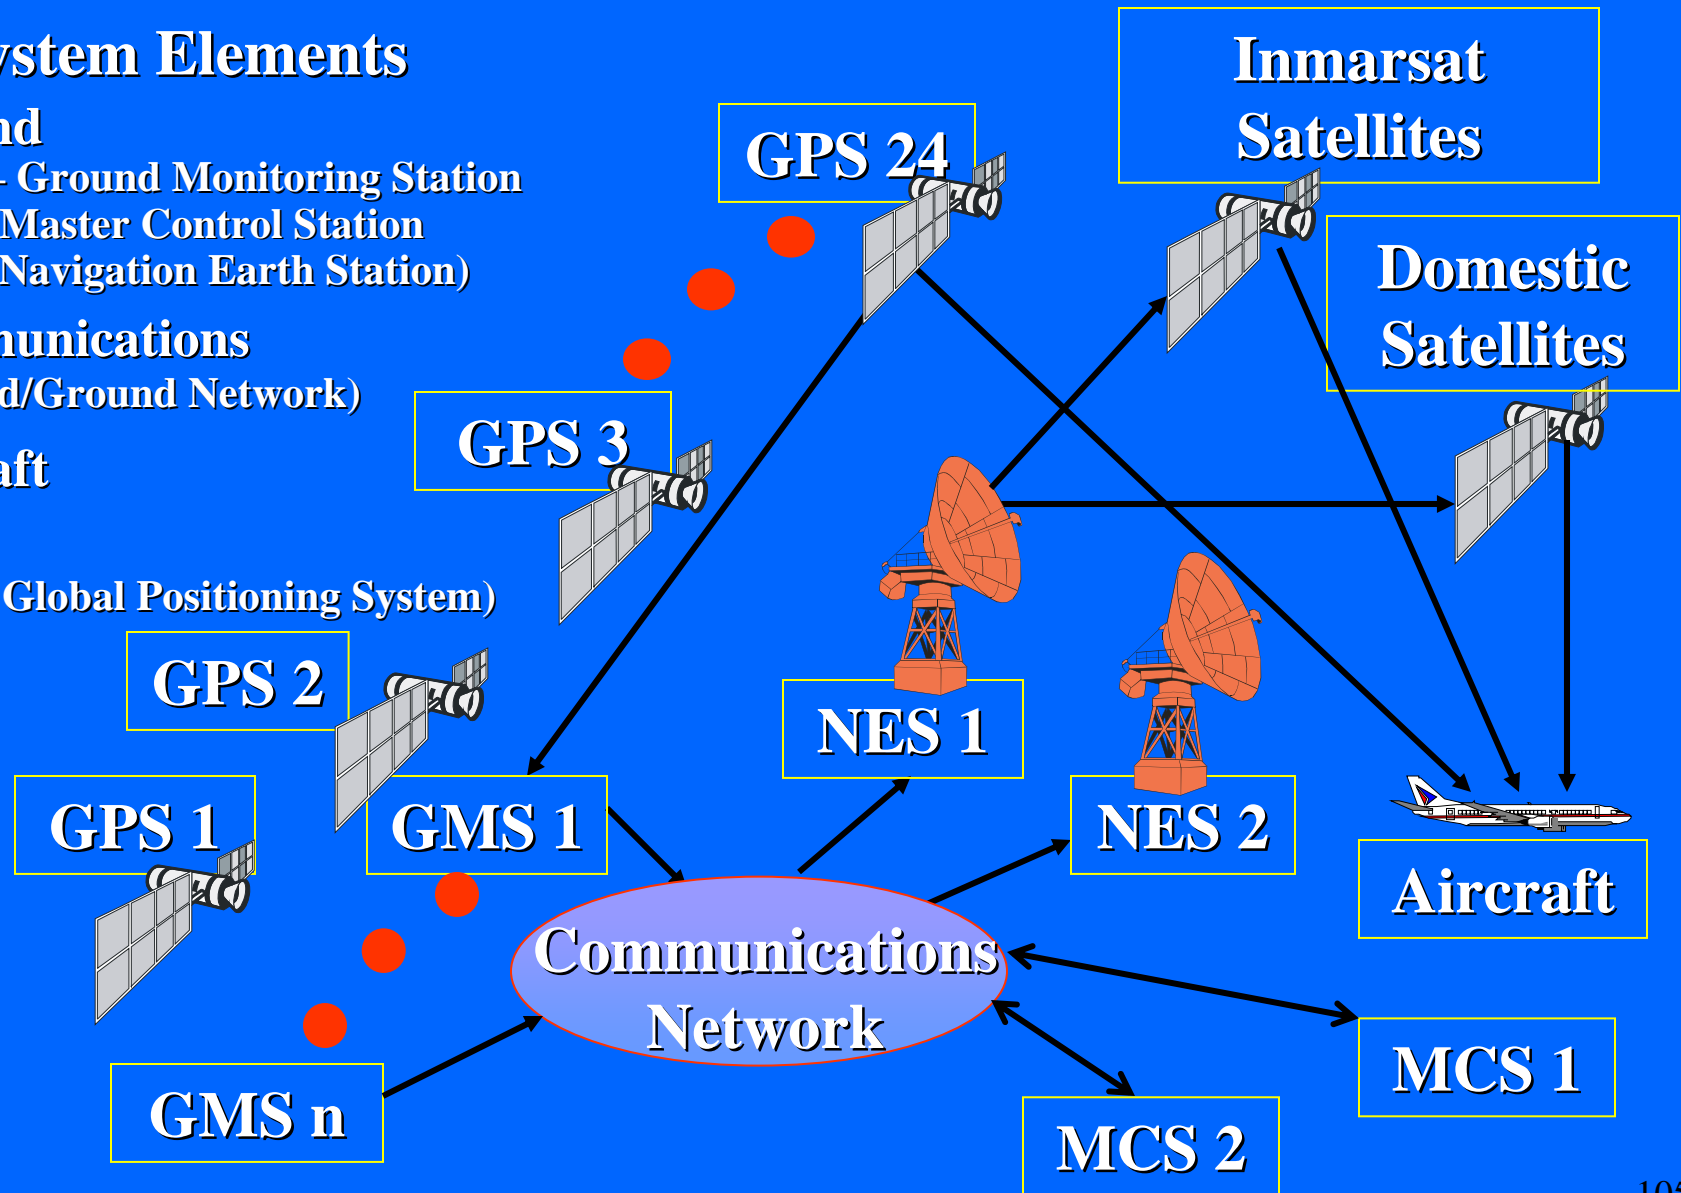 ystem Elements
nd
- Ground Monitoring Station
Master Control Station
Navigation Earth Station)
munications
d/Ground Network)
aft
Global Positioning System)
GPS 24
Inmarsat
Satellites
Domestic
Satellites
GPS 3
GPS 2
GPS 1
GMS 1
NES 1
NES 2
Aircraft
Communications
Network
GMS n
MCS 1
MCS 2
105